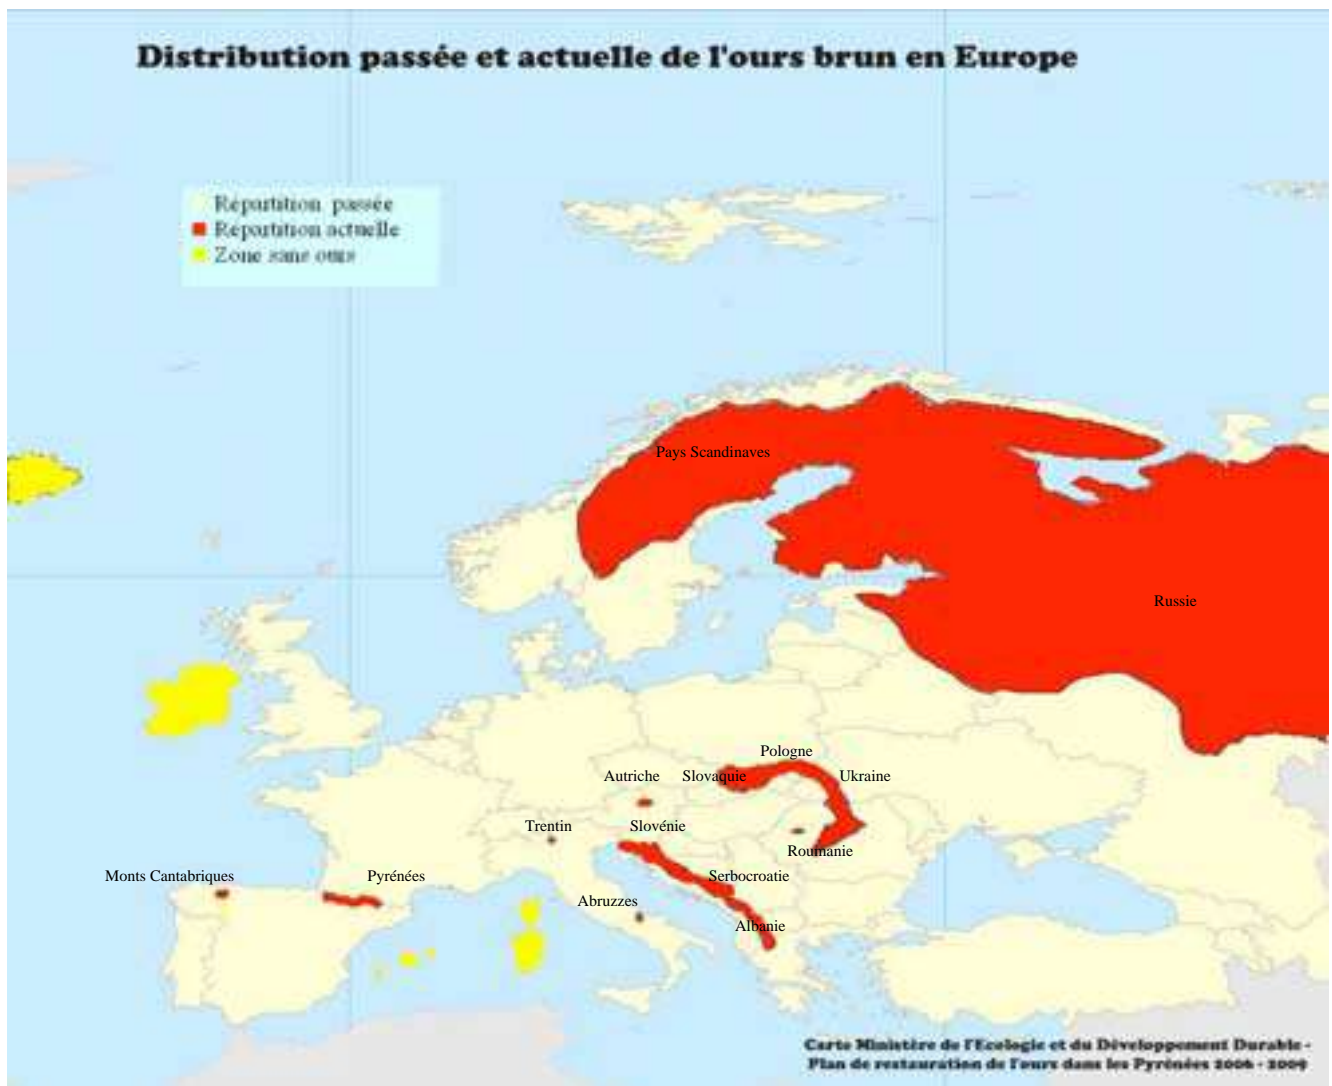 Distribution passée et actuelle de l'ours brun en Europe
Répartition passée
Répartition actuelle
Zone sans ours
Pays Scandinaves
Russie
Pologne
Autriche
Slovaquie
Ukraine
Trentin
Slovénie
Roumanie
Monts Cantabriques
Pyrénées
Serbocroatie
Abruzzes
Albanie
Carte Ministère de l'Ecologie et du Développement Durable -
Plan de restauration de l'ours dans les Pyrénées 2006 - 2009